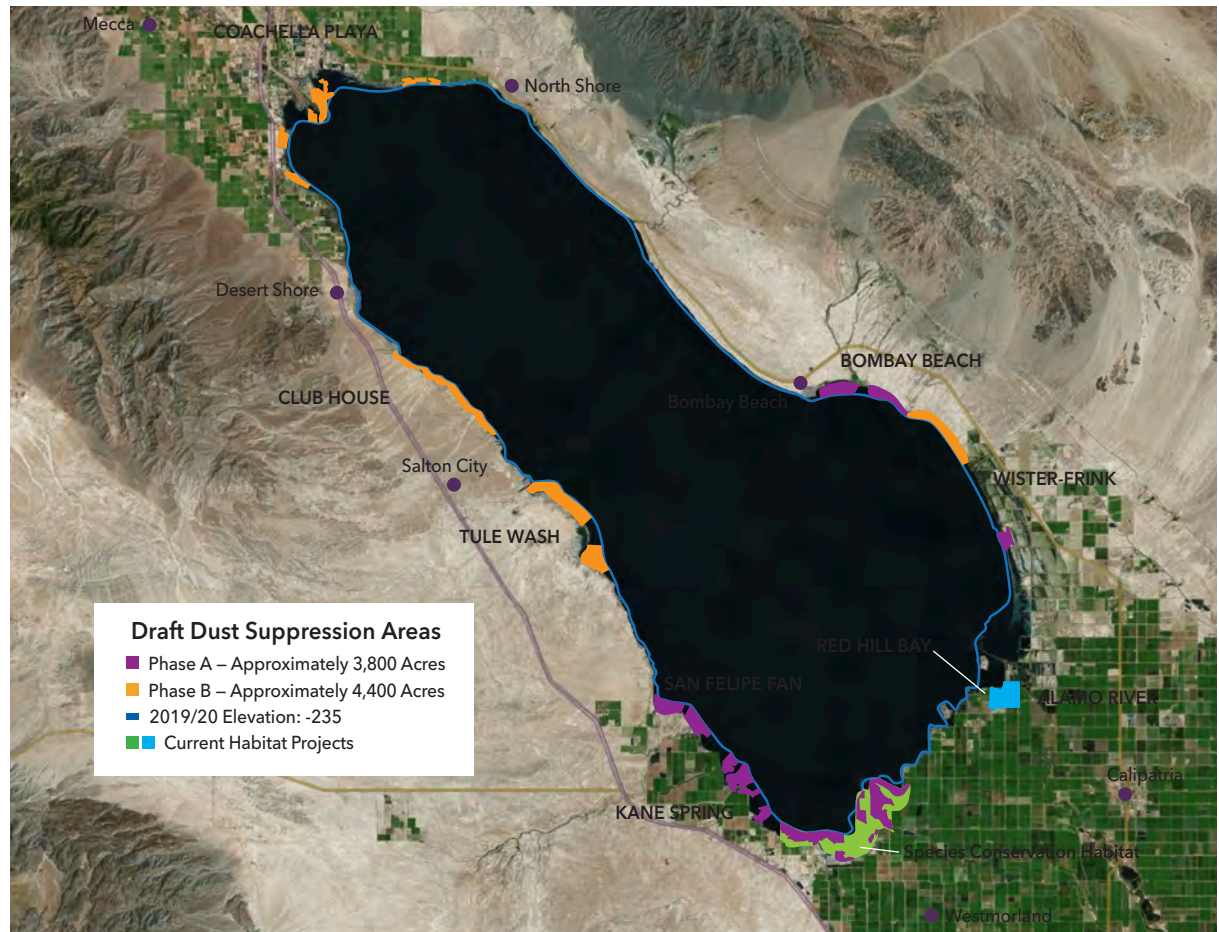 Mecca
COACHELLA PLAYA
North Shore
Desert Shore
BOMBAY BEACH
Bombay Beach
CLUB HOUSE
Salton City
WISTER-FRINK
TULE WASH
Draft Dust Suppression Areas
Phase A – Approximately 3,800 Acres
Phase B – Approximately 4,400 Acres
2019/20 Elevation: -235
Current Habitat Projects
RED HILL BAY
SAN FELIPE FAN
ALAMO RIVER
Calipatria
KANE SPRING
Species Conservation Habitat
Westmorland